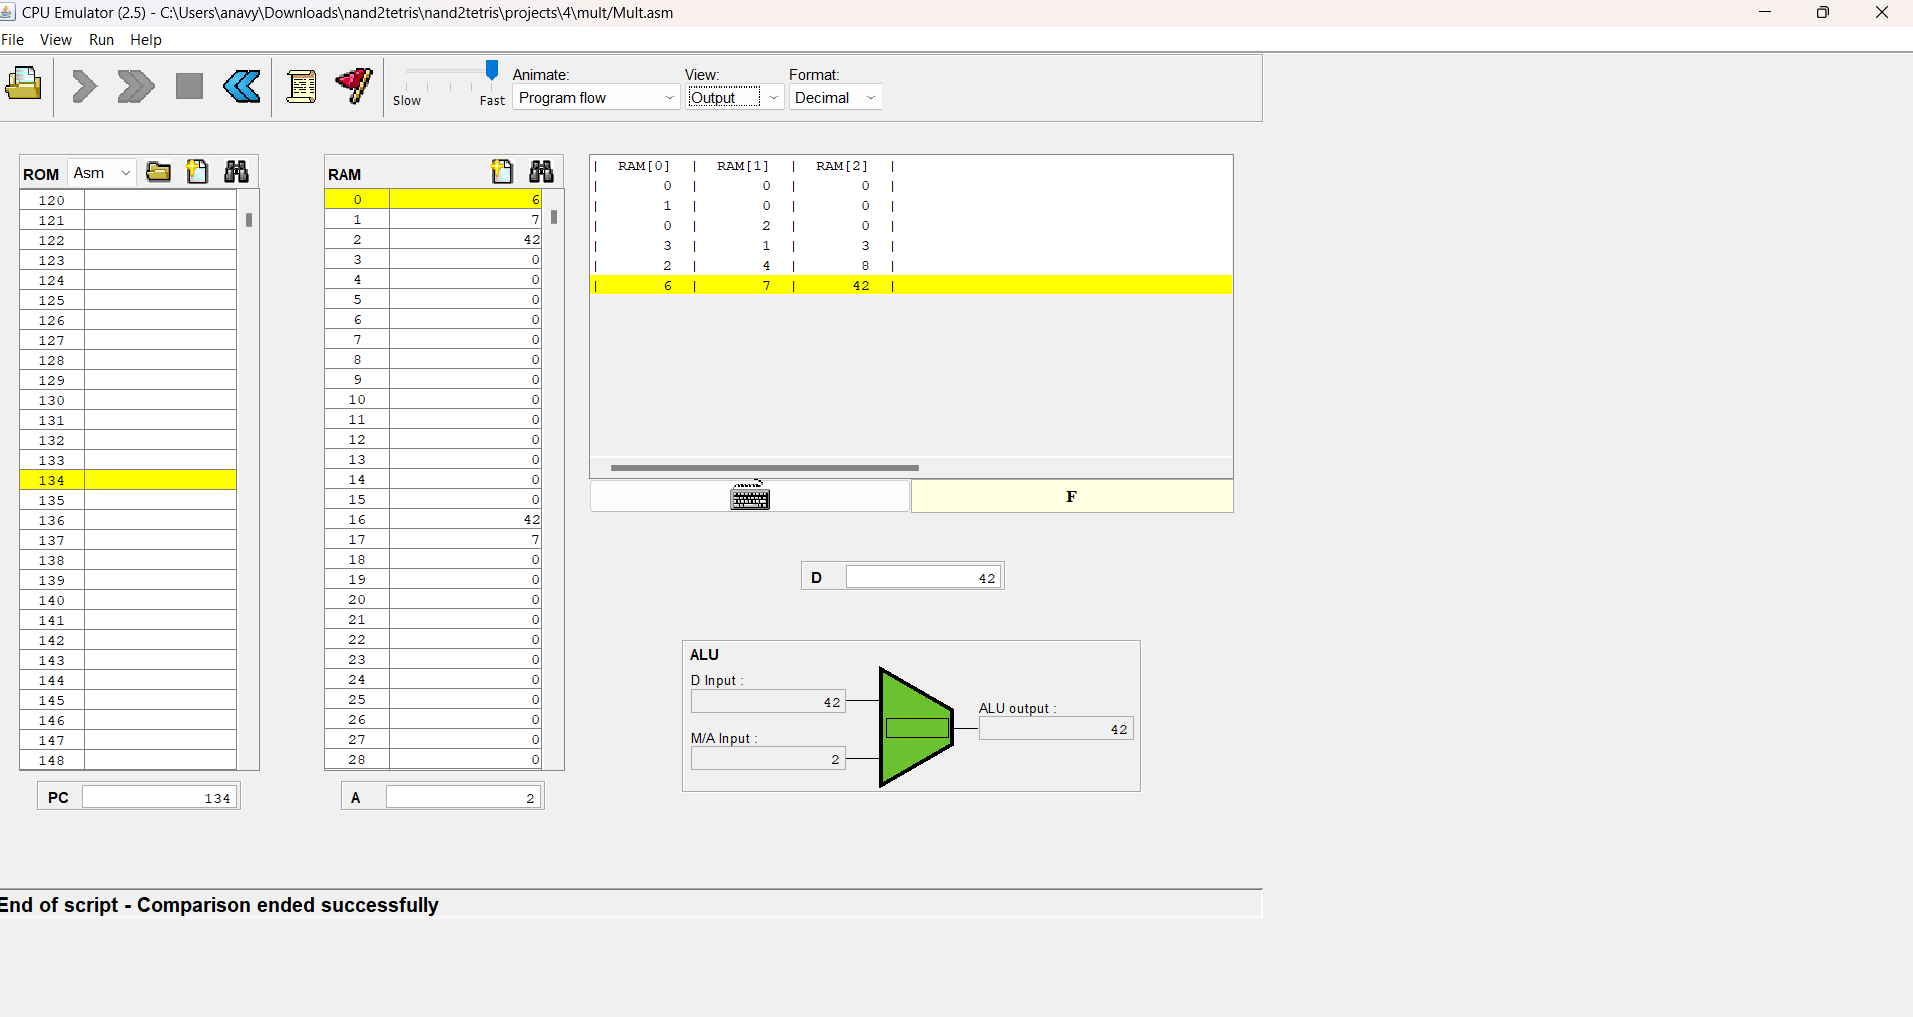 CPU Emulator (2.5) - C:\Users\anavy\Downloads\nand2tetris\nand2tetris\projects\4\mult/Mult.asm
File View Run Help
Slow Fast
Animate:
Program flow
View:
Output
Format:
Decimal
ROM Asm
120
121
122
123
124
125
126
127
128
129
130
131
132
133
134
135
136
137
138
139
140
141
142
143
144
145
146
147
148
PC 134
RAM
0 6
1 7
2 42
3 0
4 0
5 0
6 0
7 0
8 0
9 0
10 0
11 0
12 0
13 0
14 0
15 0
16 42
17 7
18 0
19 0
20 0
21 0
22 0
23 0
24 0
25 0
26 0
27 0
28 0
A 2
| RAM[0] | RAM[1] | RAM[2] |
| 0 | 0 | 0 |
| 1 | 0 | 0 |
| 0 | 2 | 0 |
| 3 | 1 | 3 |
| 2 | 4 | 8 |
| 6 | 7 | 42 |
F
D 42
ALU
D Input :
42
M/A Input :
2
ALU output :
42
End of script - Comparison ended successfully